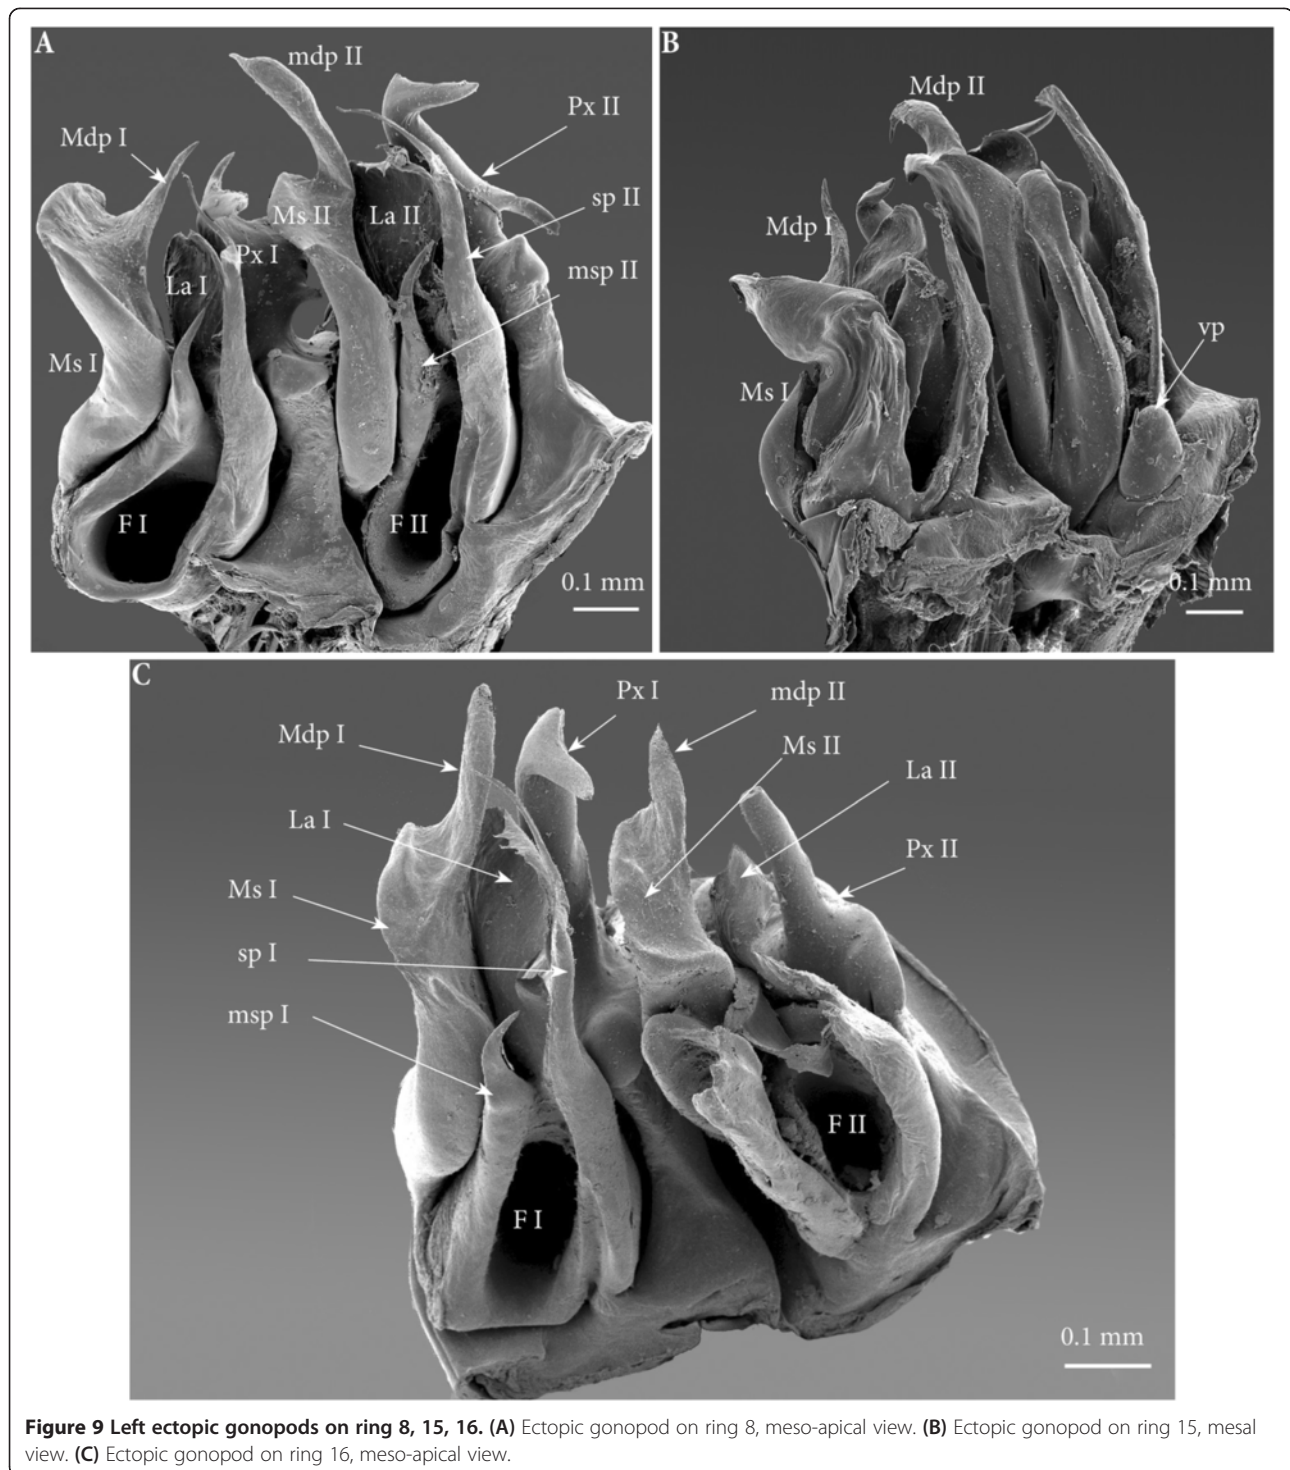 A
mdp II
Px II
Mdp I
sp II
Ms II
La II
Px I
msp II
La I
Ms I
F I
F II
0.1 mm
B
Mdp II
Mdp I
vp
Ms I
0.1 mm
C
Px I
mdp II
Mdp I
Ms II
La II
La I
Px II
Ms I
sp I
msp I
F II
F I
0.1 mm
Figure 9 Left ectopic gonopods on ring 8, 15, 16. (A) Ectopic gonopod on ring 8, meso-apical view. (B) Ectopic gonopod on ring 15, mesal
view. (C) Ectopic gonopod on ring 16, meso-apical view.